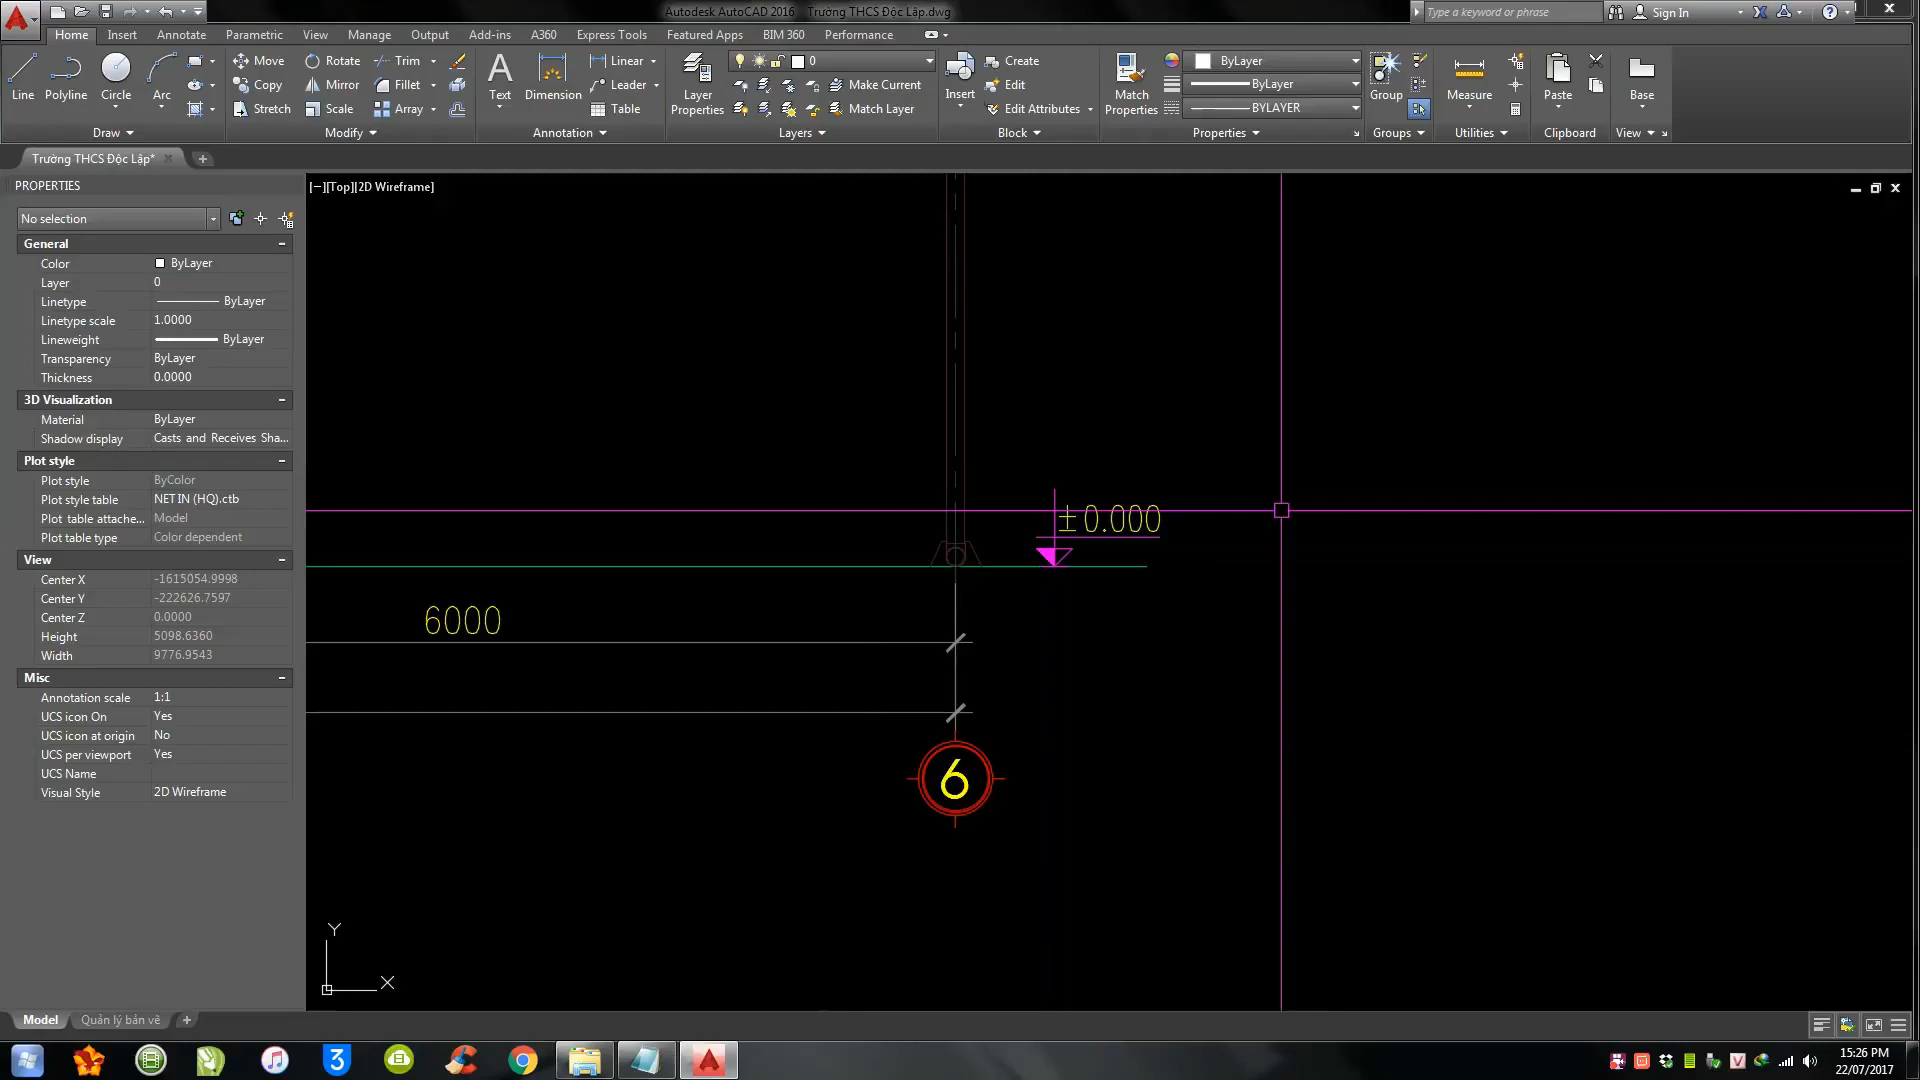 Autodesk AutoCAD 2016 Trường THCS Độc Lập.dwg
Type a keyword or phrase
Sign In
Home Insert Annotate Parametric View Manage Output Add-ins A360 Express Tools Featured Apps BIM 360 Performance
Line
Polyline
Circle
Arc
Draw
Move
Rotate
Trim
Copy
Mirror
Fillet
Stretch
Scale
Array
Modify
Text
Dimension
Linear
Leader
Table
Annotation
Layer
Properties
0
Make Current
Match Layer
Layers
Insert
Create
Edit
Edit Attributes
Block
Match
Properties
ByLayer
ByLayer
BYLAYER
Properties
Group
Groups
Measure
Utilities
Paste
Clipboard
Base
View
Trường THCS Độc Lập*
PROPERTIES
No selection
General
Color ByLayer
Layer 0
Linetype ByLayer
Linetype scale 1.0000
Lineweight ByLayer
Transparency ByLayer
Thickness 0.0000
3D Visualization
Material ByLayer
Shadow display Casts and Receives Sha...
Plot style
Plot style ByColor
Plot style table NET IN (HQ).ctb
Plot table attache... Model
Plot table type Color dependent
View
Center X -1615054.9998
Center Y -222626.7597
Center Z 0.0000
Height 5098.6360
Width 9776.9543
Misc
Annotation scale 1:1
UCS icon On Yes
UCS icon at origin No
UCS per viewport Yes
UCS Name
Visual Style 2D Wireframe
[−][Top][2D Wireframe]
±0.000
6000
6
Y
X
Model
Quản lý bản vẽ
15:26 PM
22/07/2017